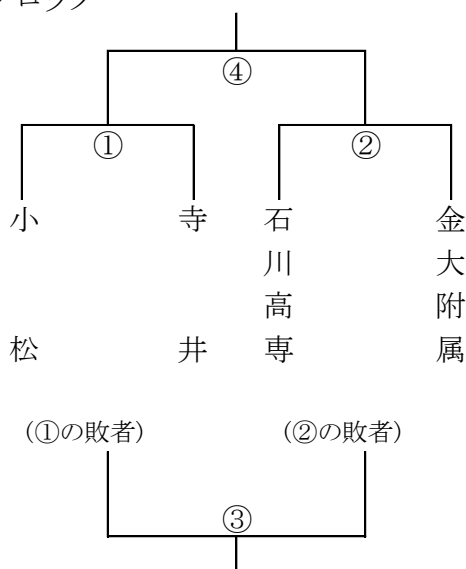 ブロック
④
① ②
小松 寺井 石川高専 金大附属
(①の敗者) (②の敗者)
③